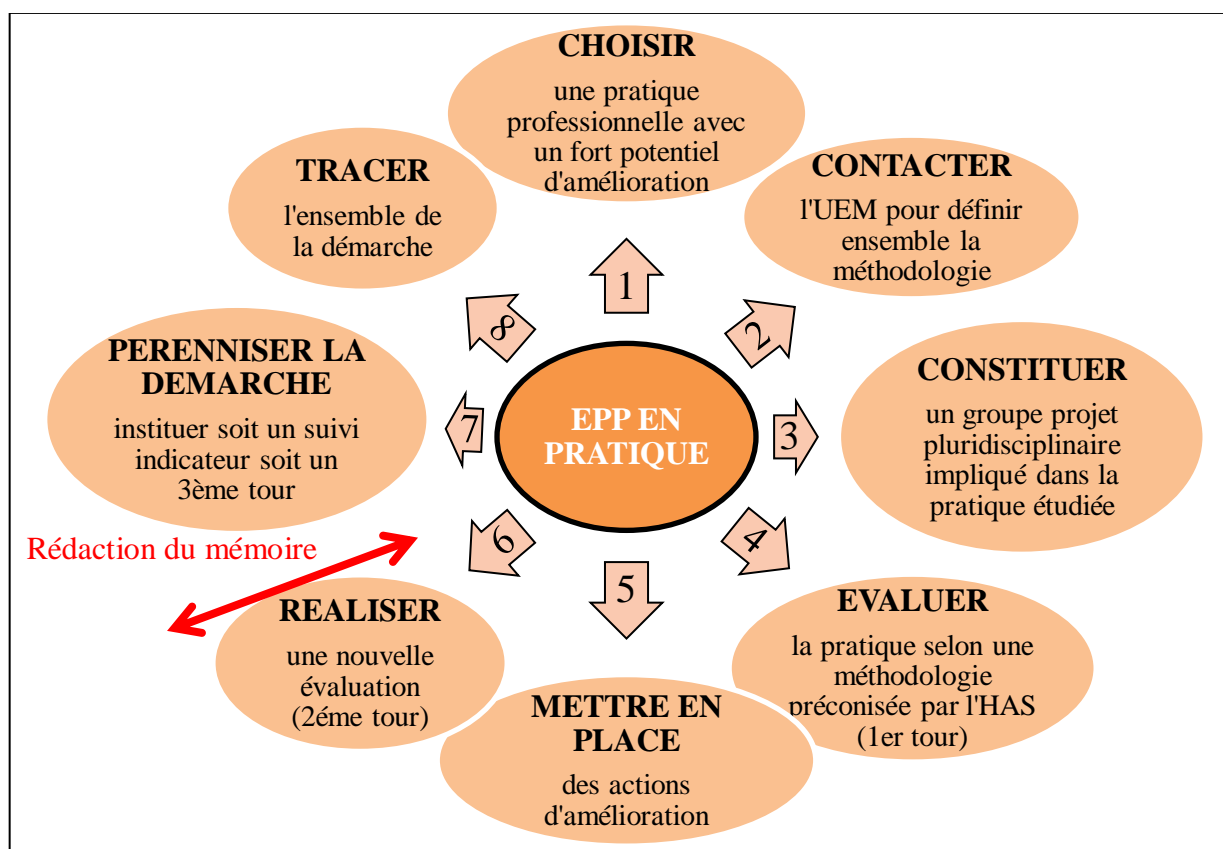 CHOISIR
une pratique
professionnelle avec
un fort potentiel
d'amélioration
CONTACTER
l'UEM pour définir
ensemble la
méthodologie
CONSTITUER
un groupe projet
pluridisciplinaire
impliqué dans la
pratique étudiée
EVALUER
la pratique selon une
méthodologie
préconisée par l'HAS
(1er tour)
METTRE EN
PLACE
des actions
d'amélioration
REALISER
une nouvelle
évaluation
(2éme tour)
Rédaction du mémoire
PERENNISER LA
DEMARCHE
instituer soit un suivi
indicateur soit un
3ème tour
TRACER
l'ensemble de
la démarche
1
2
3
4
5
6
7
8
EPP EN
PRATIQUE